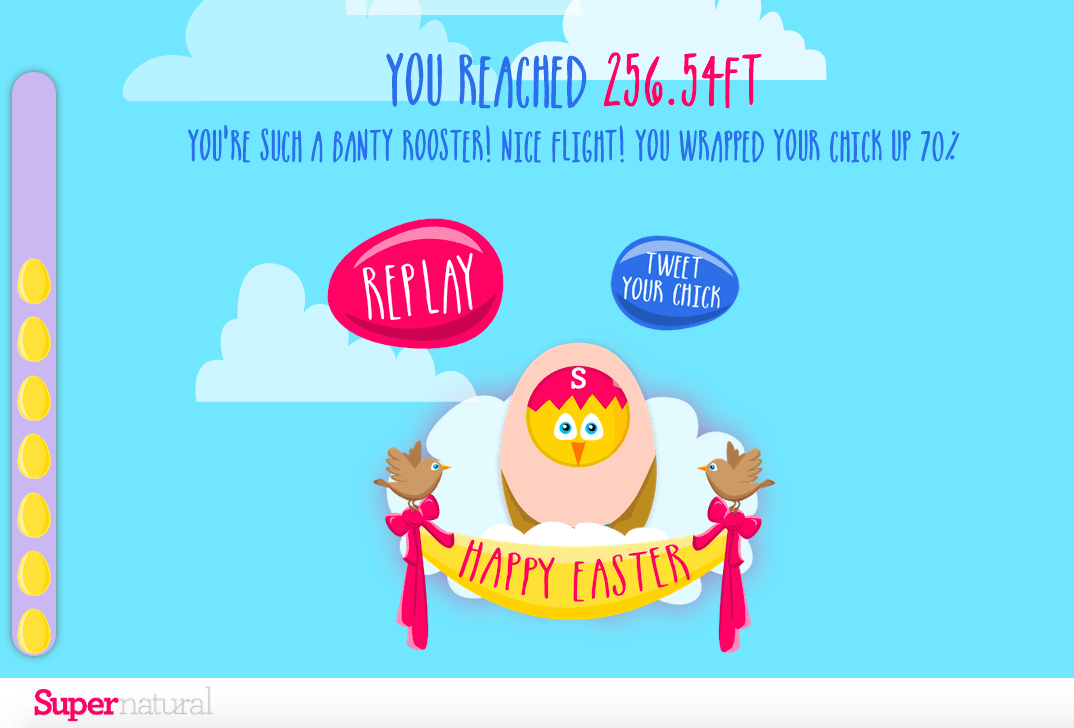 YOU REACHED 256.54FT
YOU'RE SUCH A BANTY ROOSTER! NICE FLIGHT! YOU WRAPPED YOUR CHICK UP 70%
REPLAY
TWEET
YOUR CHICK
S
HAPPY EASTER
Supernatural